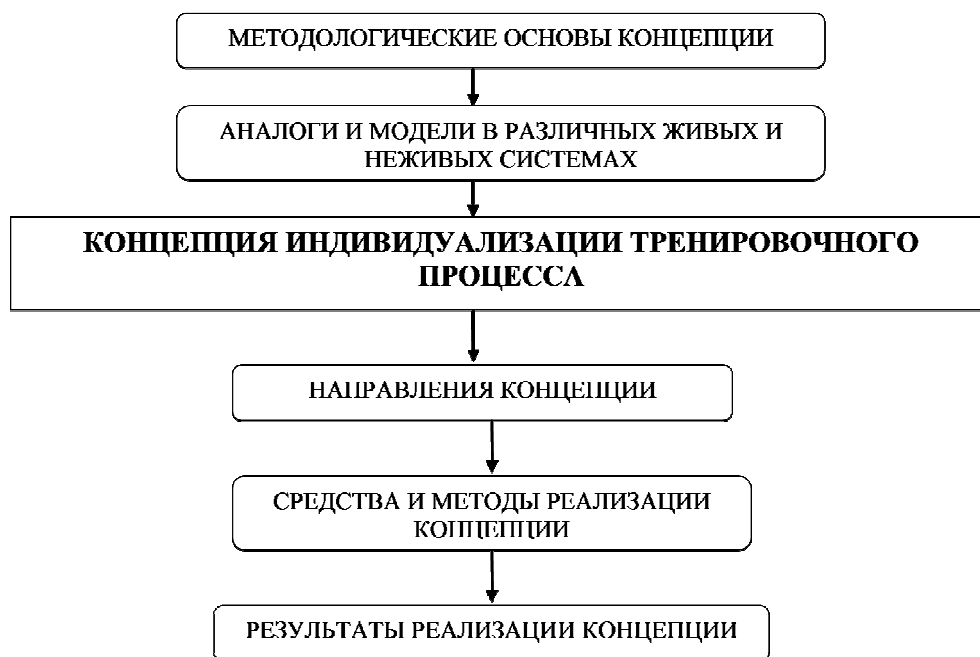 МЕТОДОЛОГИЧЕСКИЕ ОСНОВЫ КОНЦЕПЦИИ
АНАЛОГИ И МОДЕЛИ В РАЗЛИЧНЫХ ЖИВЫХ И
НЕЖИВЫХ СИСТЕМАХ
КОНЦЕПЦИЯ ИНДИВИДУАЛИЗАЦИИ ТРЕНИРОВОЧНОГО
ПРОЦЕССА
НАПРАВЛЕНИЯ КОНЦЕПЦИИ
СРЕДСТВА И МЕТОДЫ РЕАЛИЗАЦИИ
КОНЦЕПЦИИ
РЕЗУЛЬТАТЫ РЕАЛИЗАЦИИ КОНЦЕПЦИИ